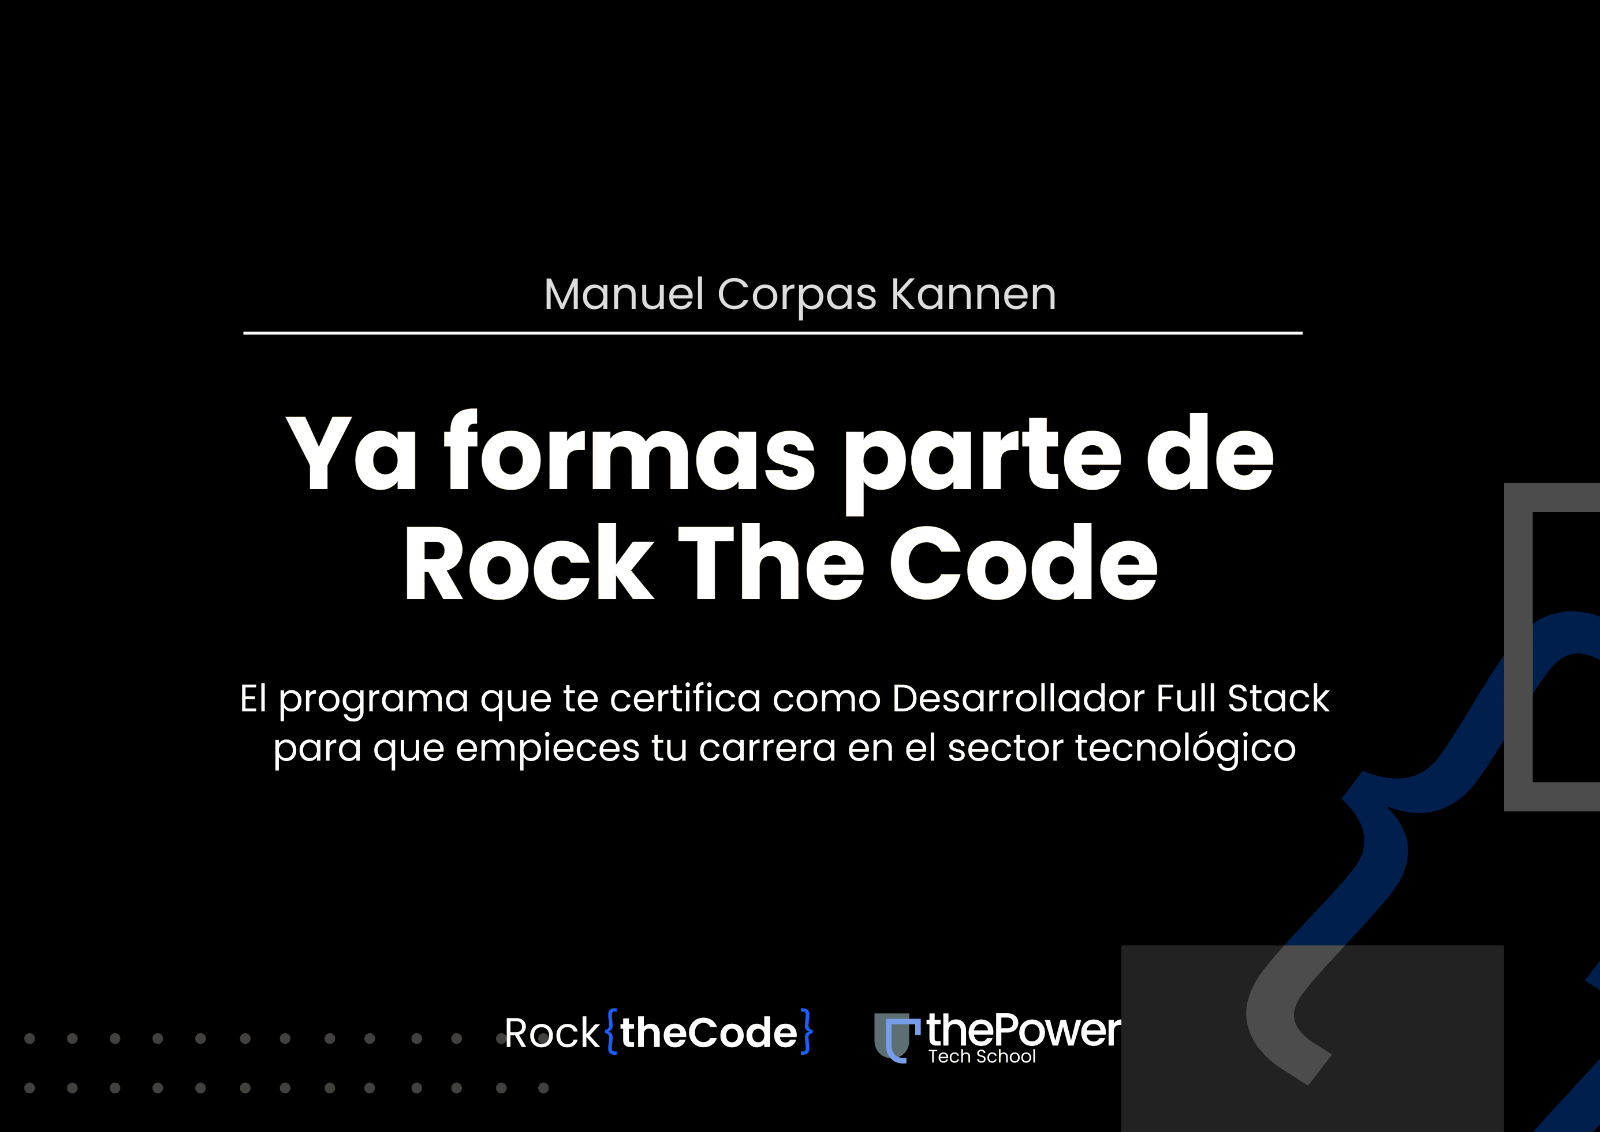 Manuel Corpas Kannen
Ya formas parte de
Rock The Code
El programa que te certifica como Desarrollador Full Stack
para que empieces tu carrera en el sector tecnológico
Rock{theCode}
thePower
Tech School